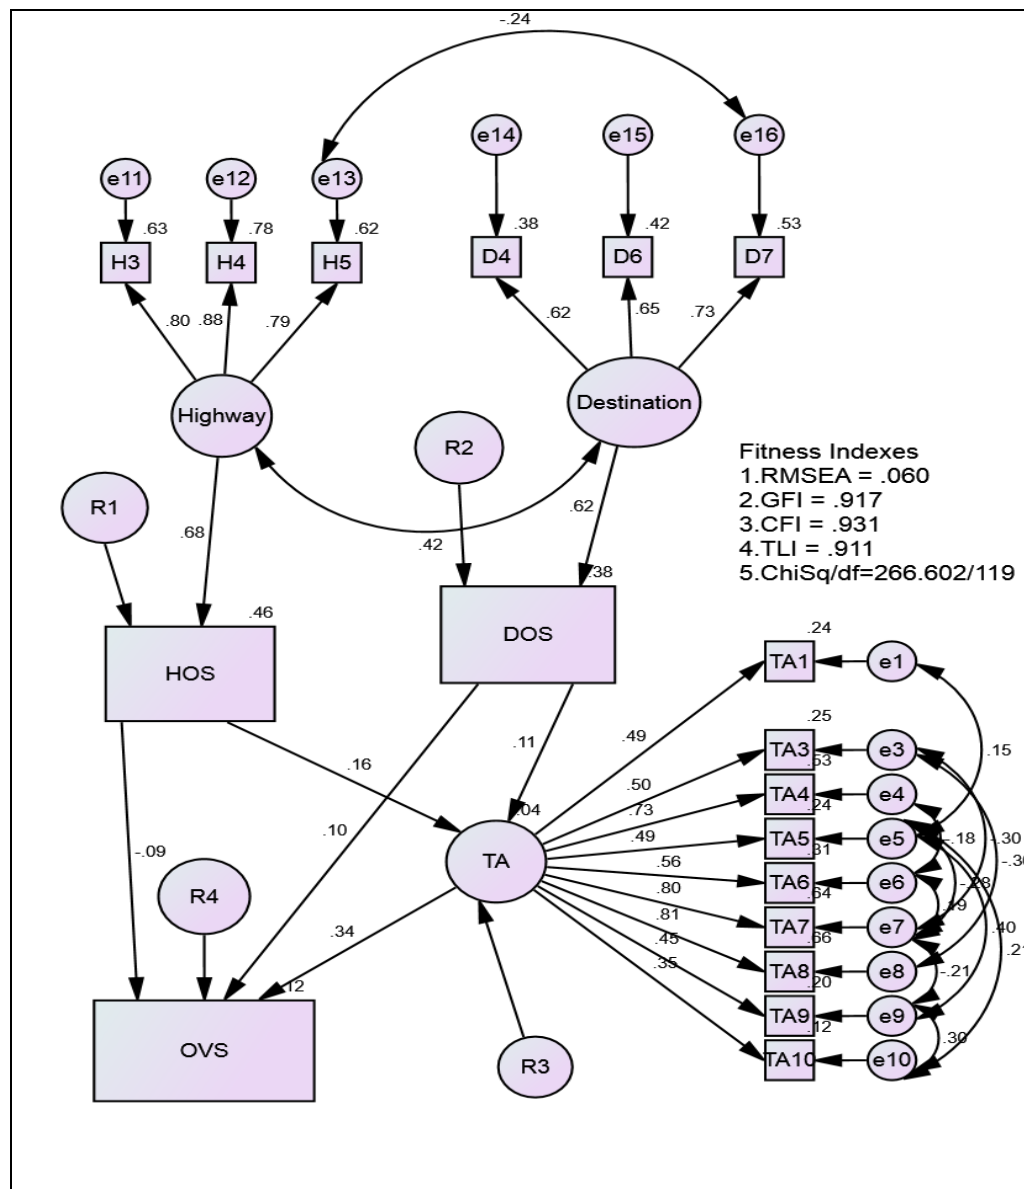 -.24
e14 e15 e16
e11 e12 e13
.38 .42 .53
.63 .78 .62
D4 D6 D7
H3 H4 H5
.62 .65 .73
.80 .88 .79
Destination
Highway
R2
Fitness Indexes
1.RMSEA = .060
2.GFI = .917
3.CFI = .931
4.TLI = .911
5.ChiSq/df=266.602/119
R1
.68 .42 .62
.38
.46
DOS
HOS
.24
TA1 e1
.25
.49 .15
.11
TA3 e3
.16 .53
.50
TA4 e4
.73 .24
.04
.10 .49 TA5 e5 -.18 -.30
-.09 .31
TA .56 TA6 e6 -.28
.80 .64 .19
R4 .81 TA7 e7 .40
.34 .45 .66
.35 TA8 e8 -.21
.12 .20
TA9 e9
.12 .30
OVS TA10 e10
R3